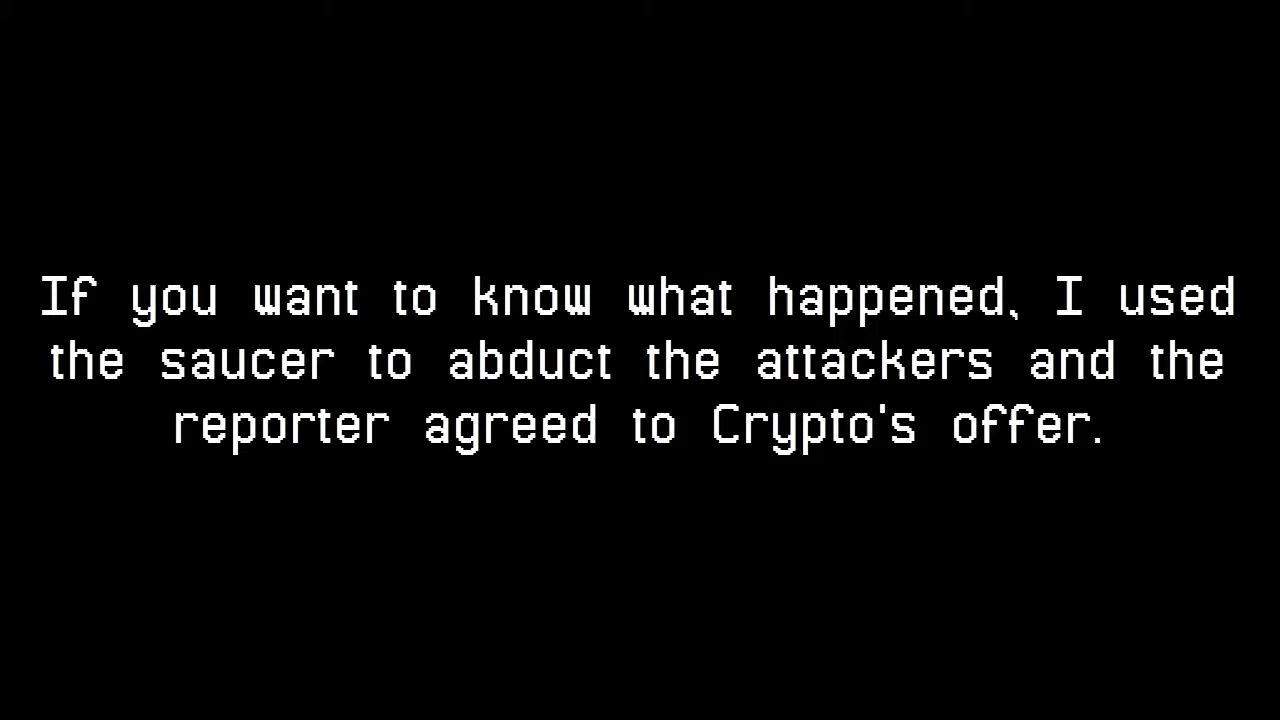 If you want to know what happened, I used
the saucer to abduct the attackers and the
reporter agreed to Crypto's offer.